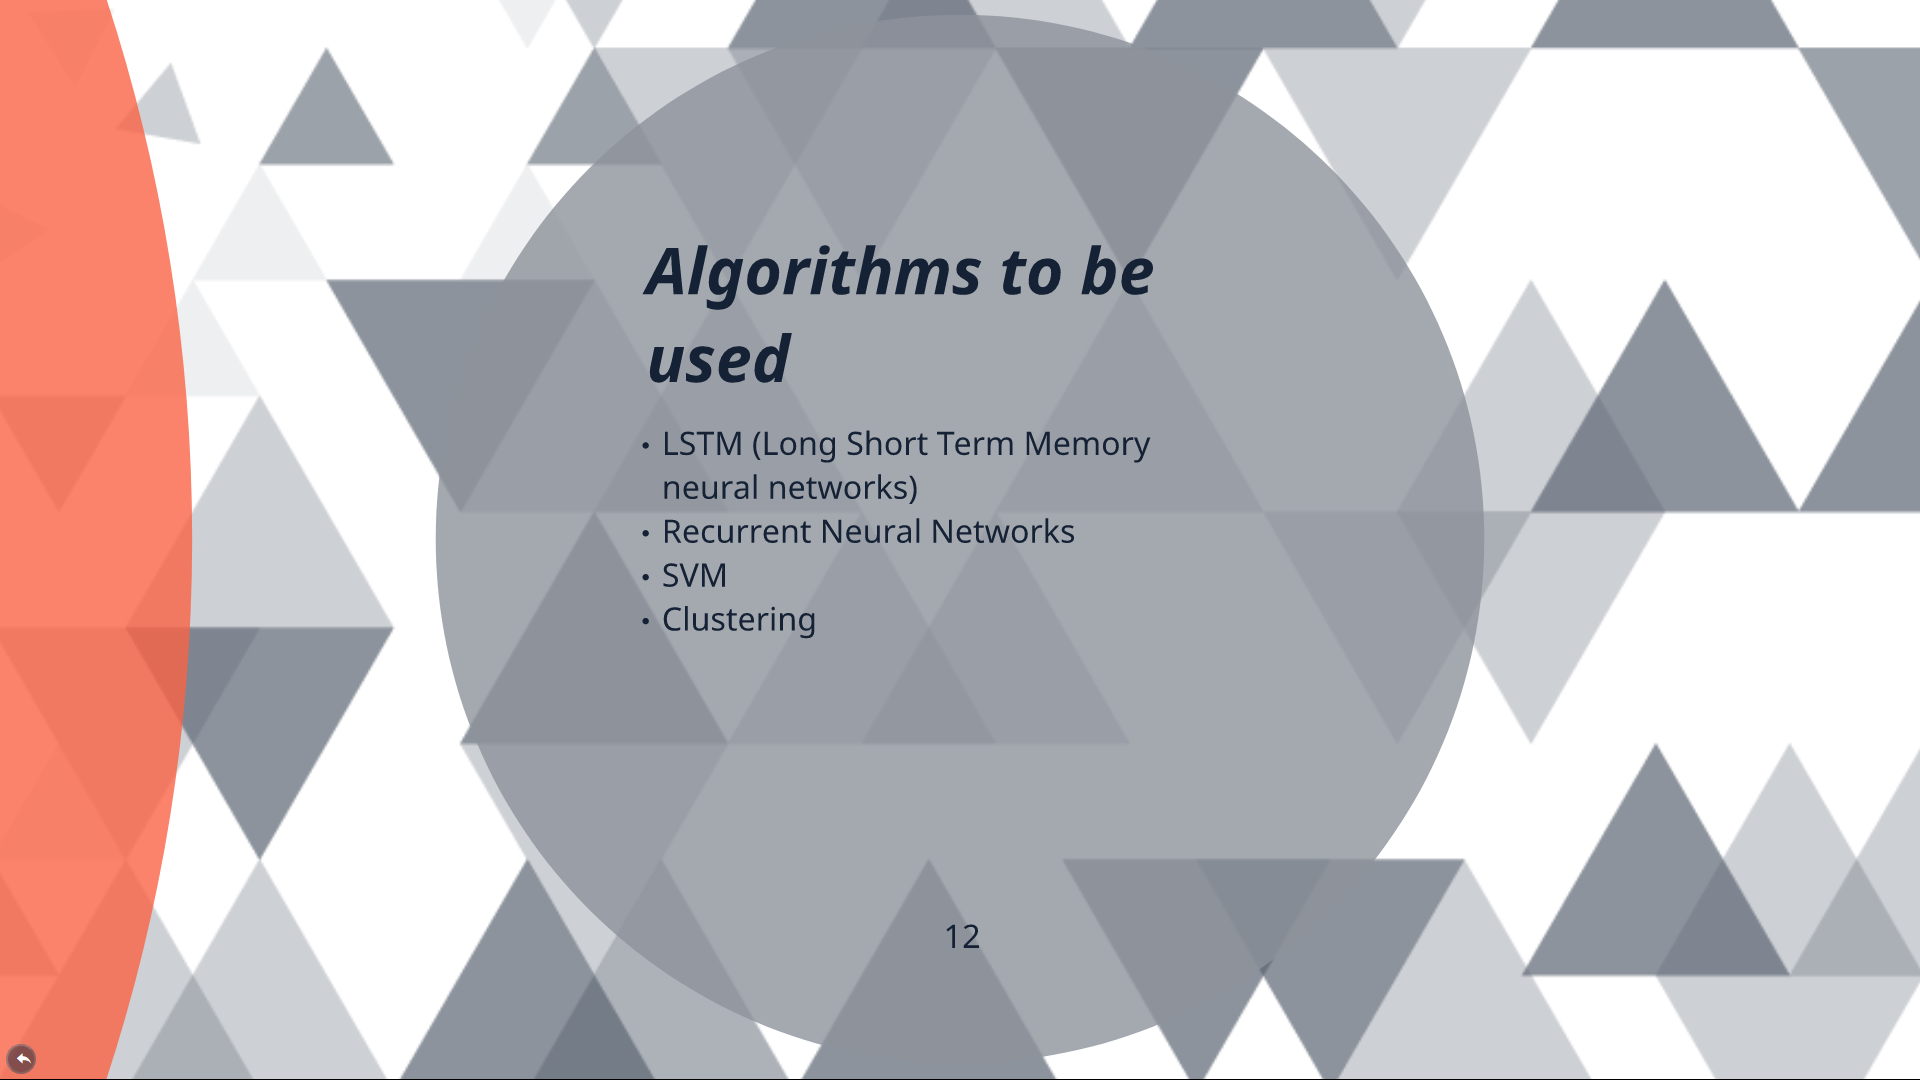 Algorithms to be
used
• LSTM (Long Short Term Memory
neural networks)
• Recurrent Neural Networks
• SVM
• Clustering
12